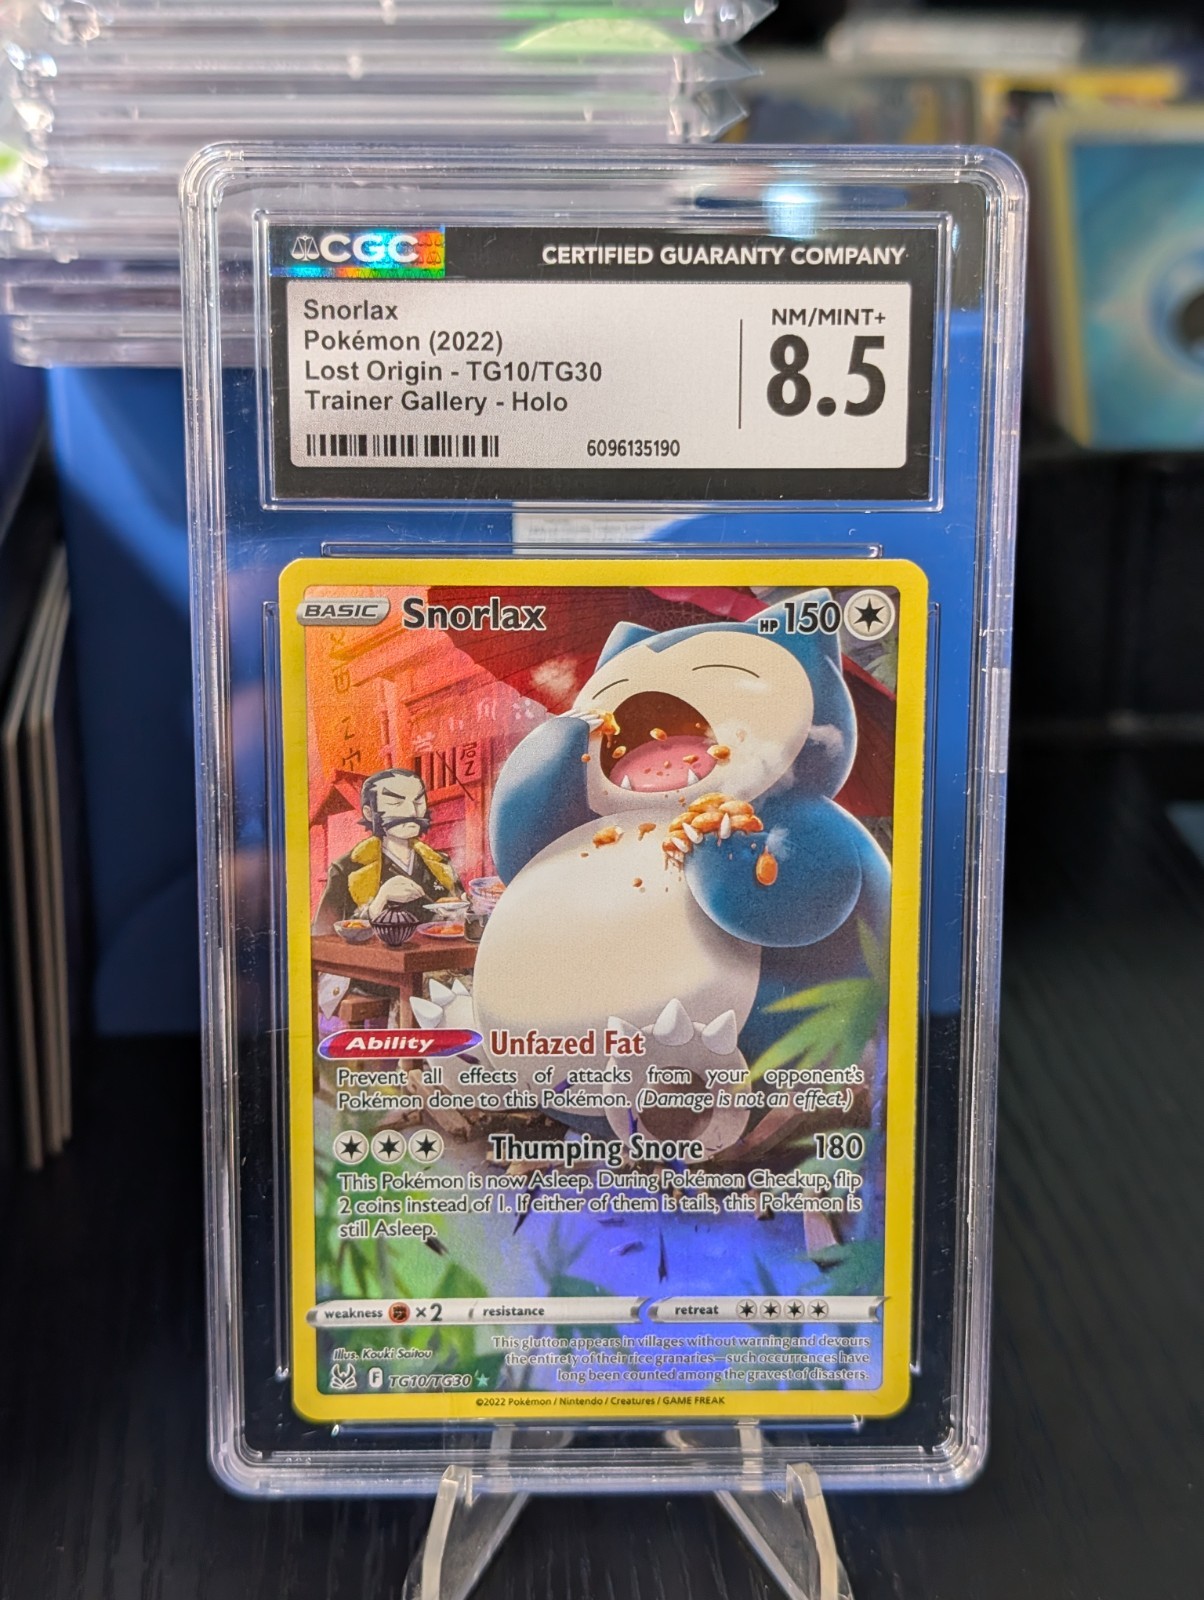 CGC
CERTIFIED GUARANTY COMPANY
Snorlax
Pokémon (2022)
Lost Origin - TG10/TG30
Trainer Gallery - Holo
NM/MINT+
8.5
6096135190
BASIC Snorlax HP 150
Ability Unfazed Fat
Prevent all effects of attacks from your opponent's
Pokémon done to this Pokémon. (Damage is not an effect.)
Thumping Snore 180
This Pokémon is now Asleep. During Pokémon Checkup, flip
2 coins instead of 1. If either of them is tails, this Pokémon is
still Asleep.
weakness ×2 resistance retreat
This glutton appears in villages without warning and devours
the entirety of their rice granaries—such occurrences have
long been counted among the gravest of disasters.
Illus. Kouki Saitou
F TG10/TG30
©2022 Pokémon / Nintendo / Creatures / GAME FREAK